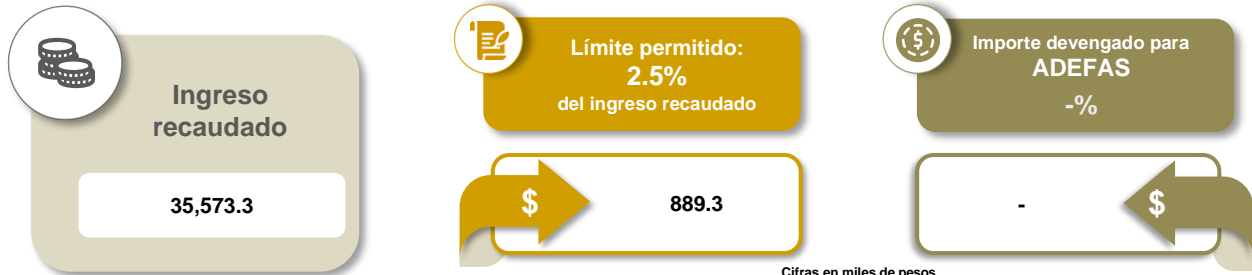 Ingreso
recaudado
35,573.3
Límite permitido:
2.5%
del ingreso recaudado
$
889.3
Importe devengado para
ADEFAS
-%
-
$
Cifras en miles de pesos